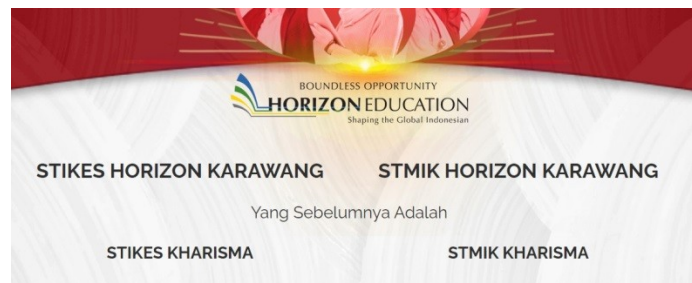 BOUNDLESS OPPORTUNITY
HORIZON EDUCATION
Shaping the Global Indonesian
STIKES HORIZON KARAWANG STMIK HORIZON KARAWANG
Yang Sebelumnya Adalah
STIKES KHARISMA STMIK KHARISMA